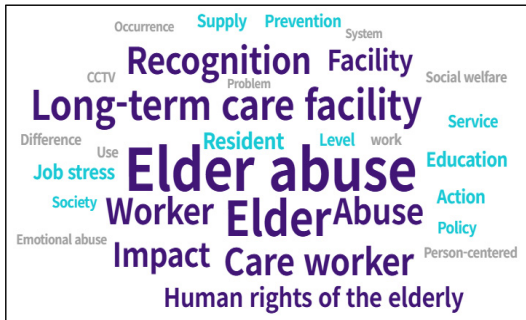 Occurrence Supply Prevention
System
Recognition Facility
CCTV Problem Social welfare
Long-term care facility
Service
Difference Resident Level work
Use Elder abuse Education
Job stress
Society Worker Elder Abuse Action
Policy
Emotional abuse Impact Care worker Person-centered
Human rights of the elderly